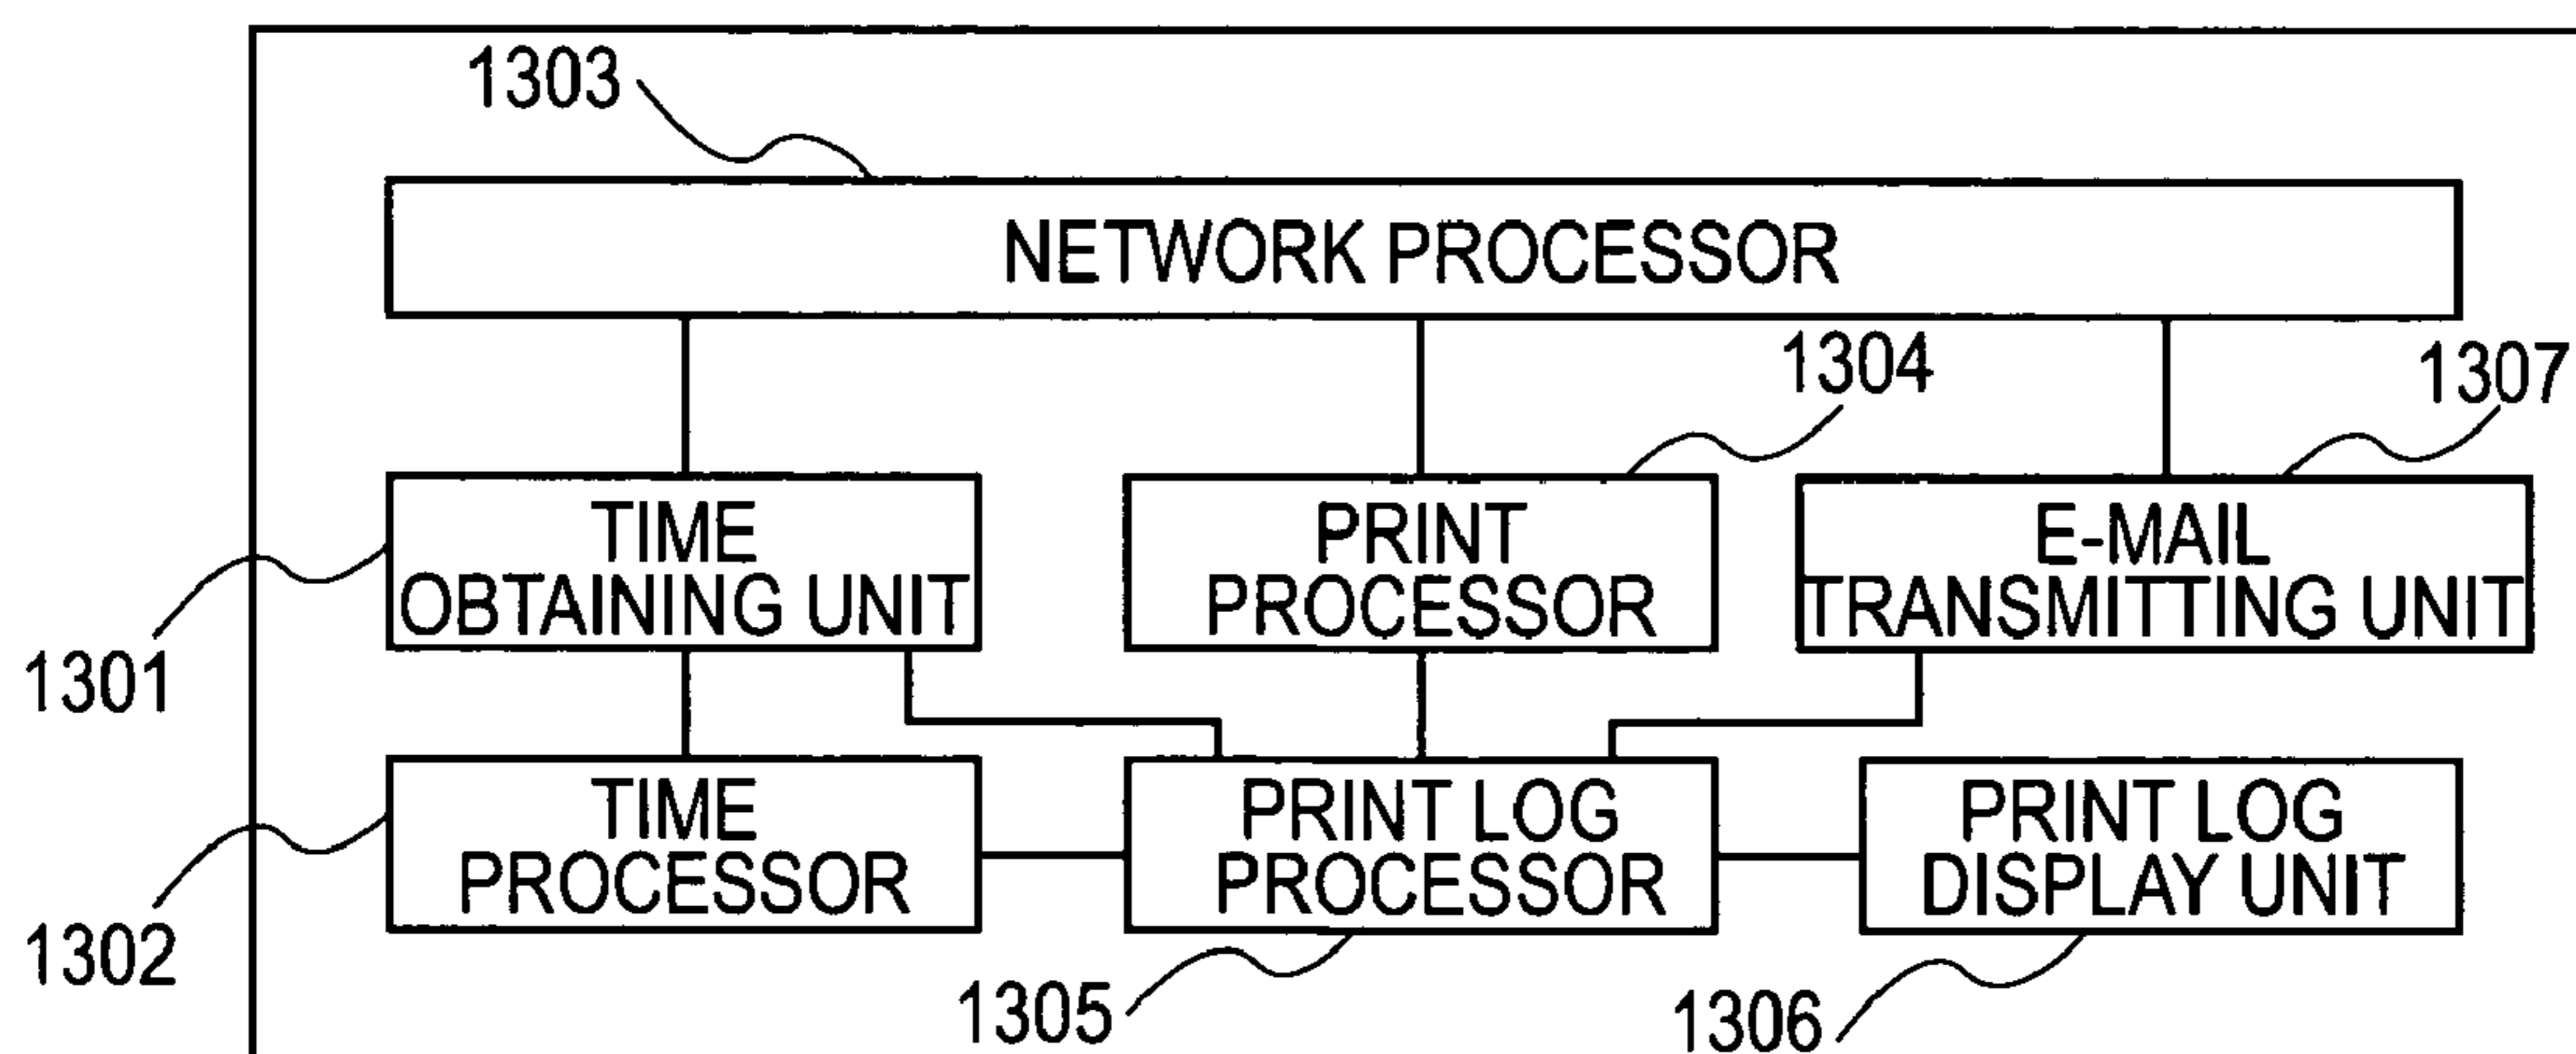 1303
NETWORK PROCESSOR
1304
1307
TIME
OBTAINING UNIT
PRINT
PROCESSOR
E-MAIL
TRANSMITTING UNIT
1301
TIME
PROCESSOR
PRINT LOG
PROCESSOR
PRINT LOG
DISPLAY UNIT
1302
1305
1306